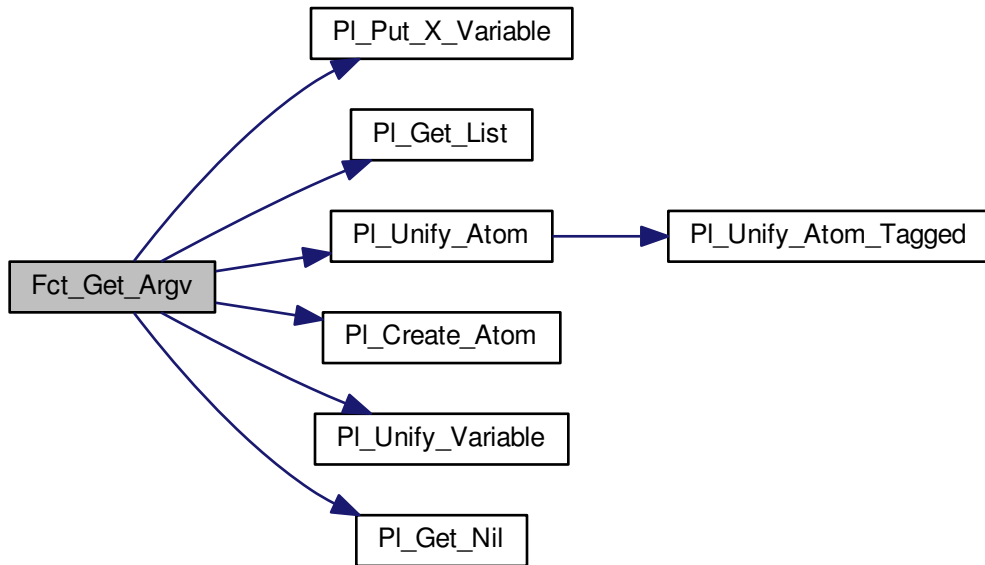 Pl_Put_X_Variable
Pl_Get_List
Pl_Unify_Atom
Pl_Unify_Atom_Tagged
Fct_Get_Argv
Pl_Create_Atom
Pl_Unify_Variable
Pl_Get_Nil